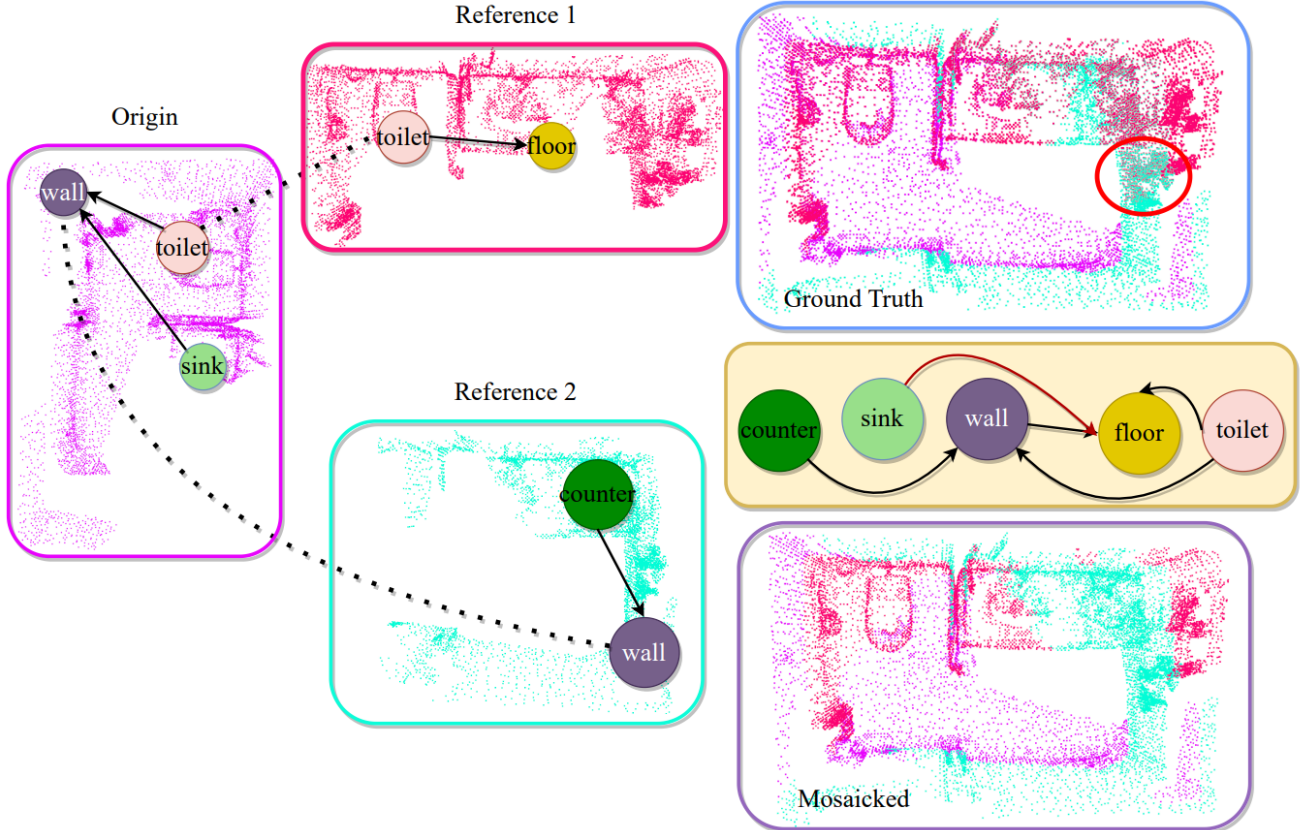 Reference 1
Origin
toilet
floor
wall
toilet
sink
Ground Truth
Reference 2
counter
wall
counter
sink
wall
floor
toilet
Mosaicked